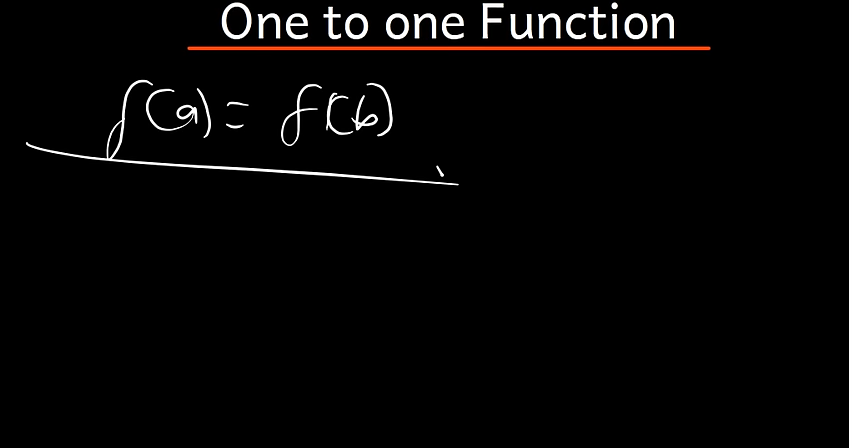 One to one Function
f(a) = f(b)